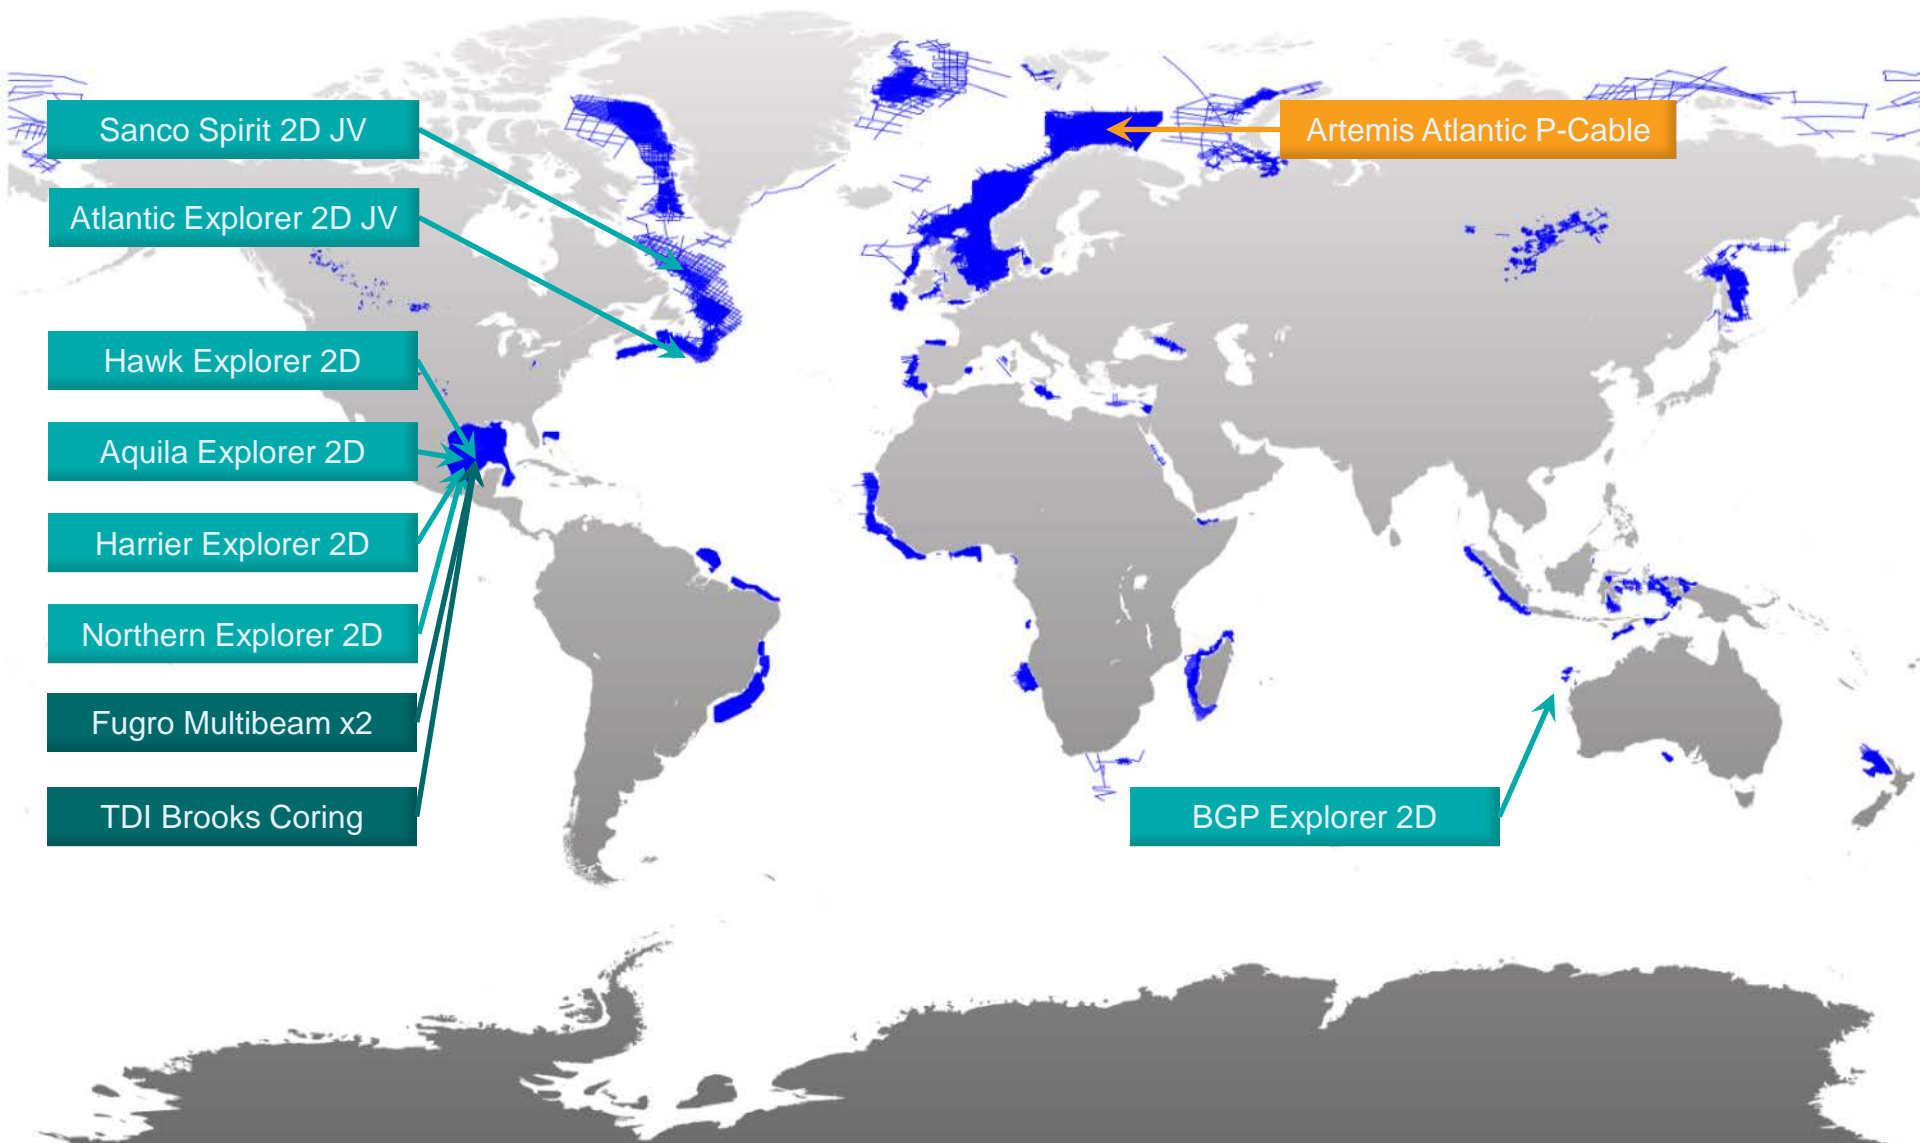 Sanco Spirit 2D JV
Artemis Atlantic P-Cable
Atlantic Explorer 2D JV
Hawk Explorer 2D
Aquila Explorer 2D
Harrier Explorer 2D
Northern Explorer 2D
Fugro Multibeam x2
TDI Brooks Coring
BGP Explorer 2D